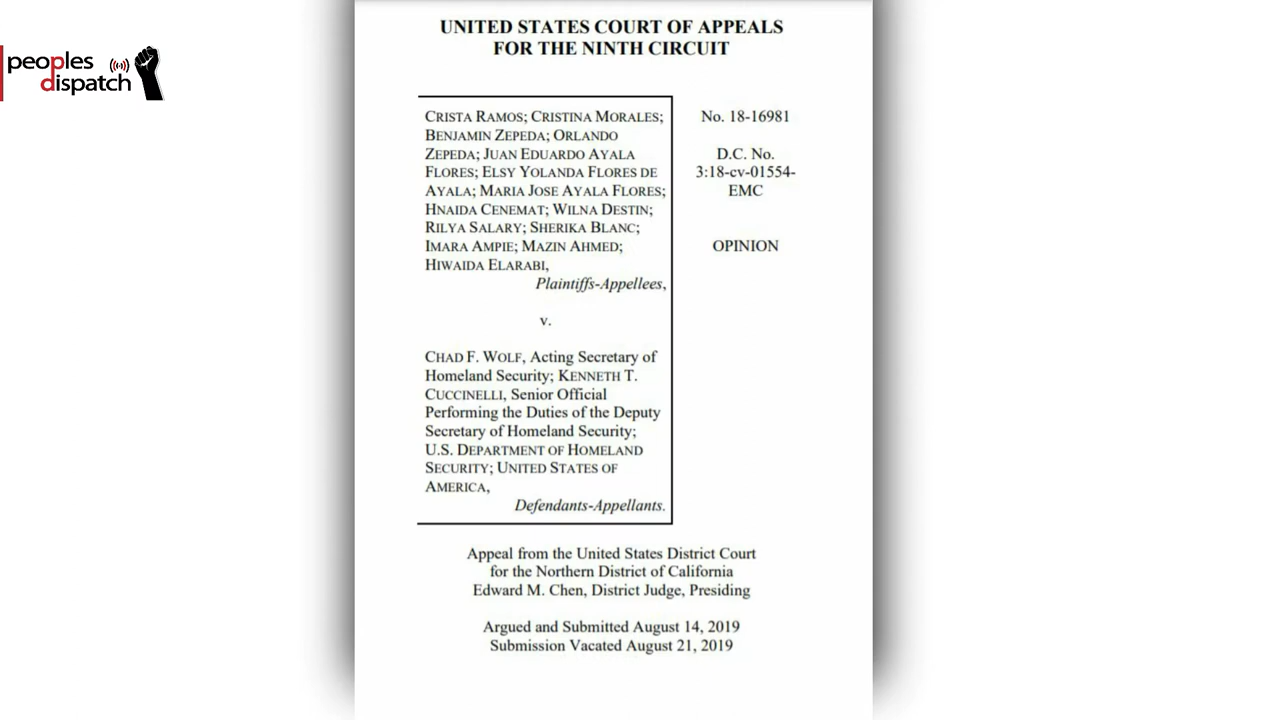 peoples
dispatch
UNITED STATES COURT OF APPEALS
FOR THE NINTH CIRCUIT
CRISTA RAMOS; CRISTINA MORALES;
BENJAMIN ZEPEDA; ORLANDO
ZEPEDA; JUAN EDUARDO AYALA
FLORES; ELSY YOLANDA FLORES DE
AYALA; MARIA JOSE AYALA FLORES;
HNAIDA CENEMAT; WILNA DESTIN;
RILYA SALARY; SHERIKA BLANC;
IMARA AMPIE; MAZIN AHMED;
HIWAIDA ELARABI,
Plaintiffs-Appellees,
v.
CHAD F. WOLF, Acting Secretary of
Homeland Security; KENNETH T.
CUCCINELLI, Senior Official
Performing the Duties of the Deputy
Secretary of Homeland Security;
U.S. DEPARTMENT OF HOMELAND
SECURITY; UNITED STATES OF
AMERICA,
Defendants-Appellants.
No. 18-16981
D.C. No.
3:18-cv-01554-
EMC
OPINION
Appeal from the United States District Court
for the Northern District of California
Edward M. Chen, District Judge, Presiding
Argued and Submitted August 14, 2019
Submission Vacated August 21, 2019